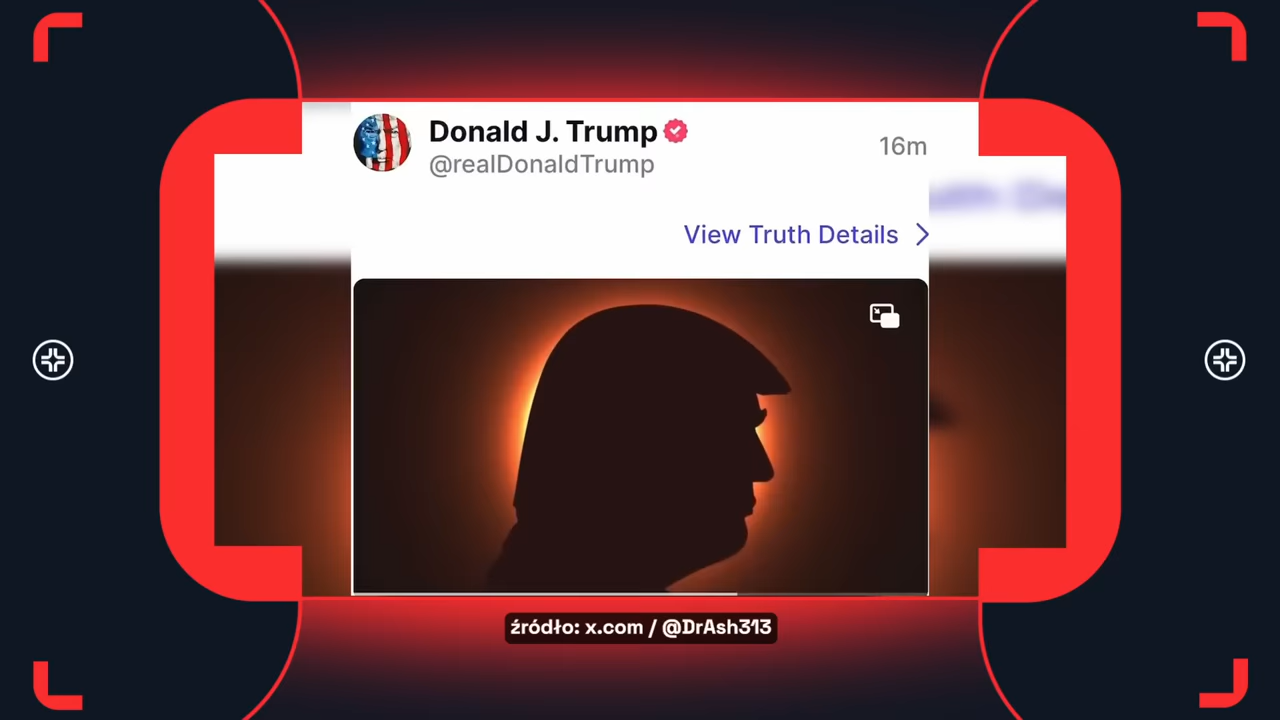 Donald J. Trump
@realDonaldTrump
16m
View Truth Details
źródło: x.com / @DrAsh313